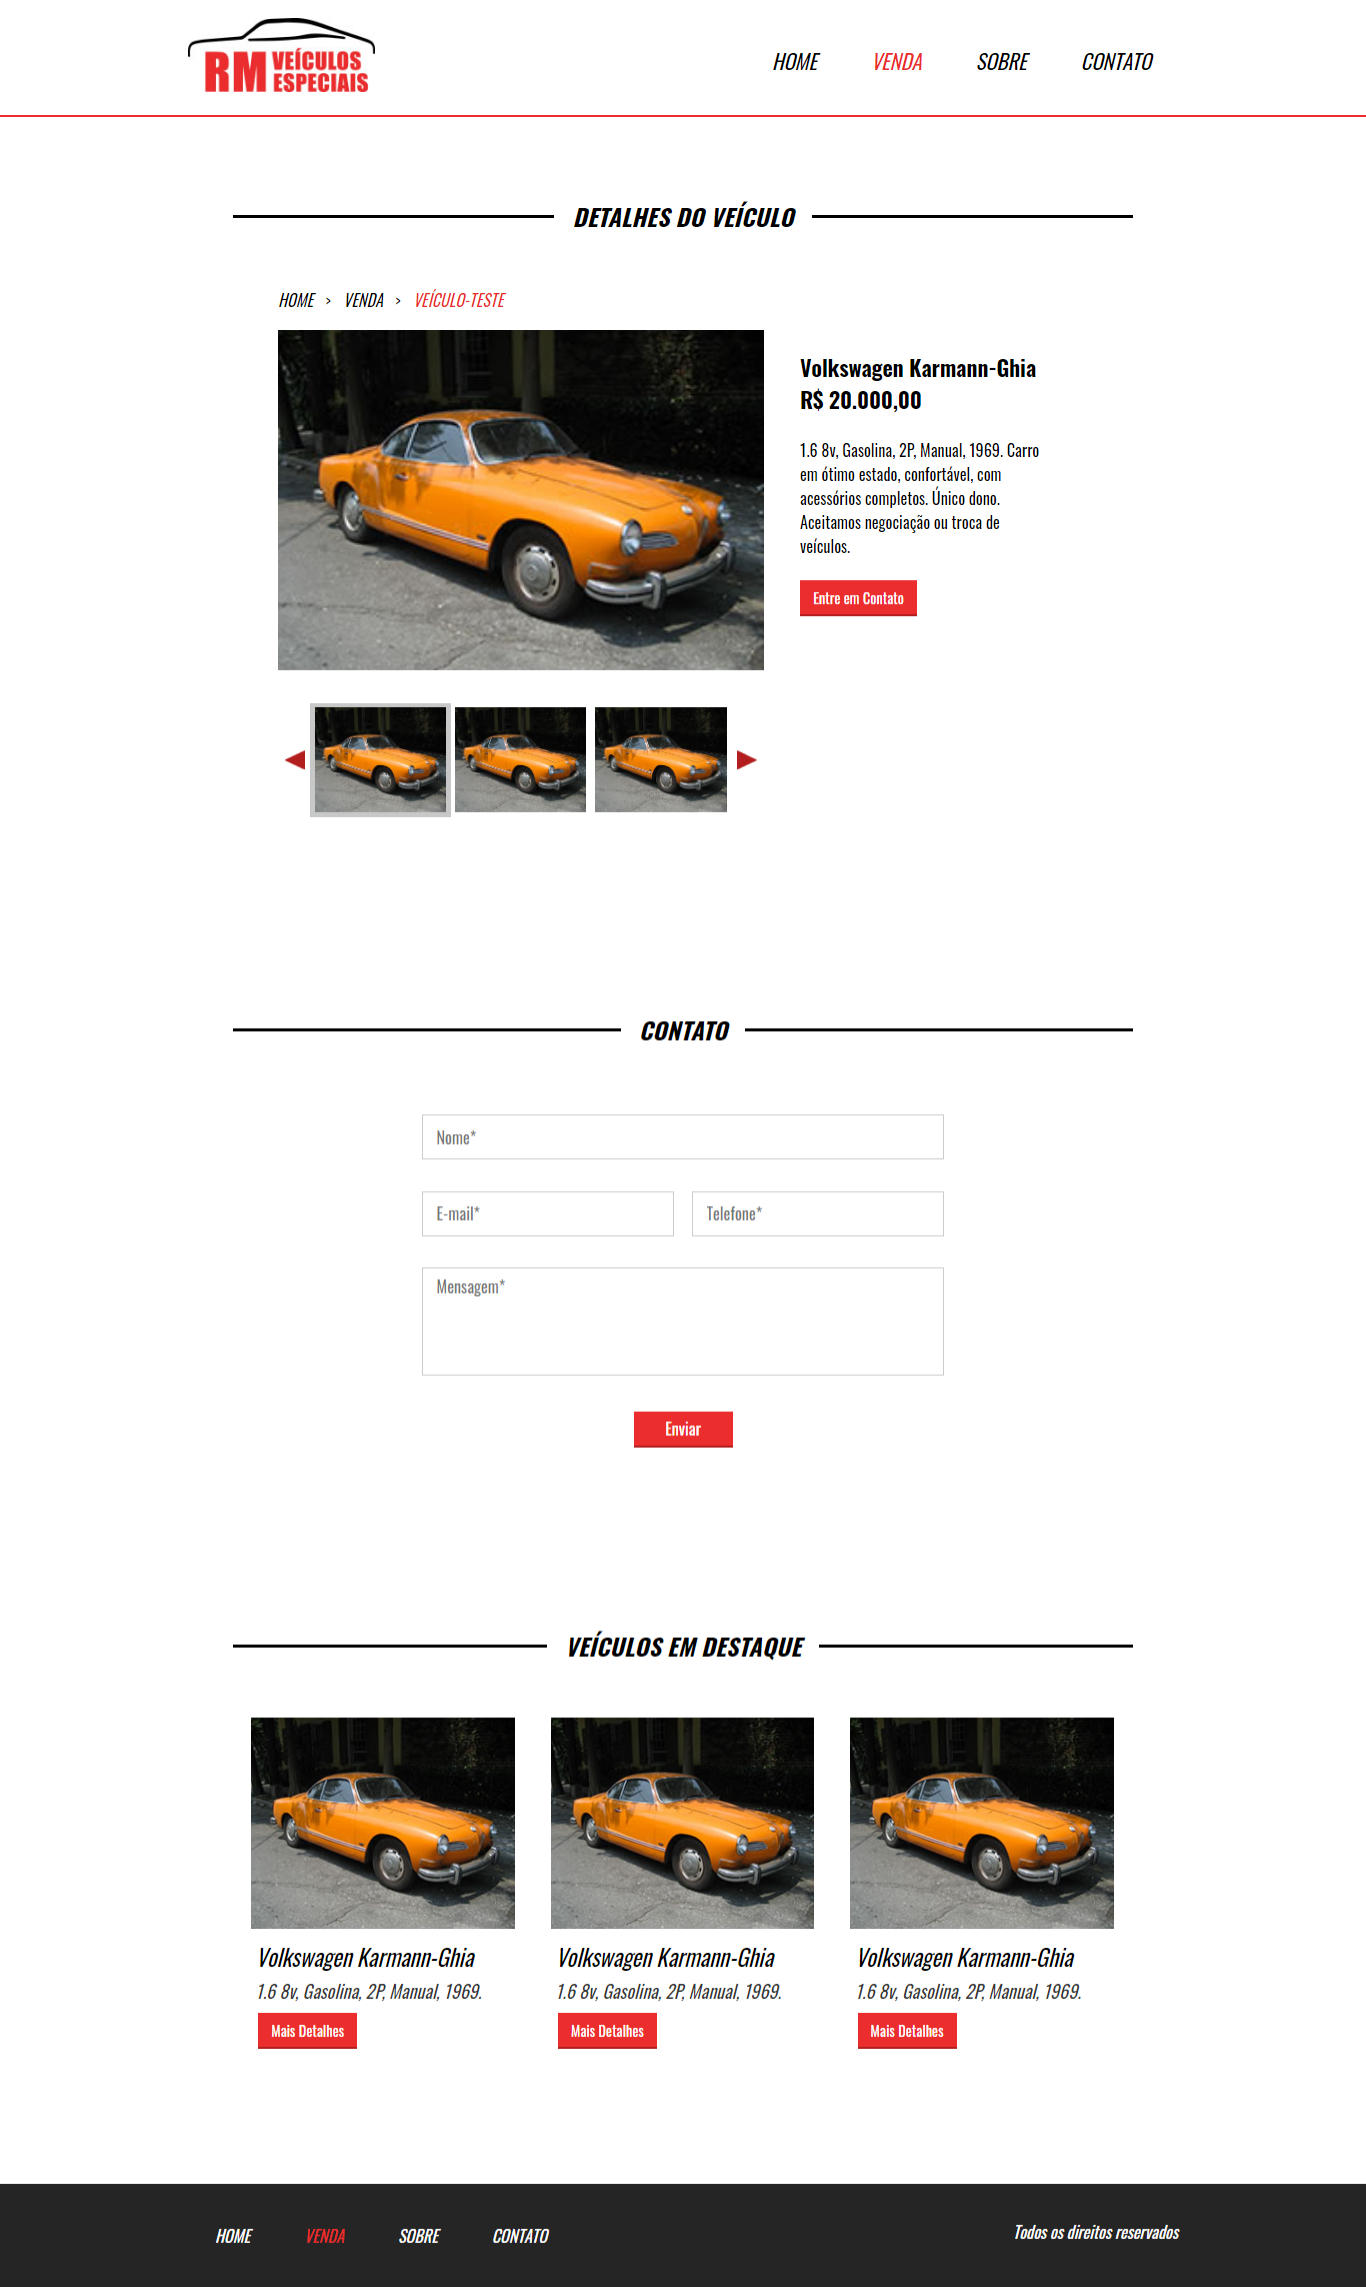 RM VEÍCULOS ESPECIAIS
HOME VENDA SOBRE CONTATO
DETALHES DO VEÍCULO
HOME > VENDA > VEÍCULO-TESTE
Volkswagen Karmann-Ghia
R$ 20.000,00
1.6 8v, Gasolina, 2P, Manual, 1969. Carro
em ótimo estado, confortável, com
acessórios completos. Único dono.
Aceitamos negociação ou troca de
veículos.
Entre em Contato
CONTATO
Nome*
E-mail* Telefone*
Mensagem*
Enviar
VEÍCULOS EM DESTAQUE
Volkswagen Karmann-Ghia
1.6 8v, Gasolina, 2P, Manual, 1969.
Mais Detalhes
Volkswagen Karmann-Ghia
1.6 8v, Gasolina, 2P, Manual, 1969.
Mais Detalhes
Volkswagen Karmann-Ghia
1.6 8v, Gasolina, 2P, Manual, 1969.
Mais Detalhes
HOME VENDA SOBRE CONTATO
Todos os direitos reservados